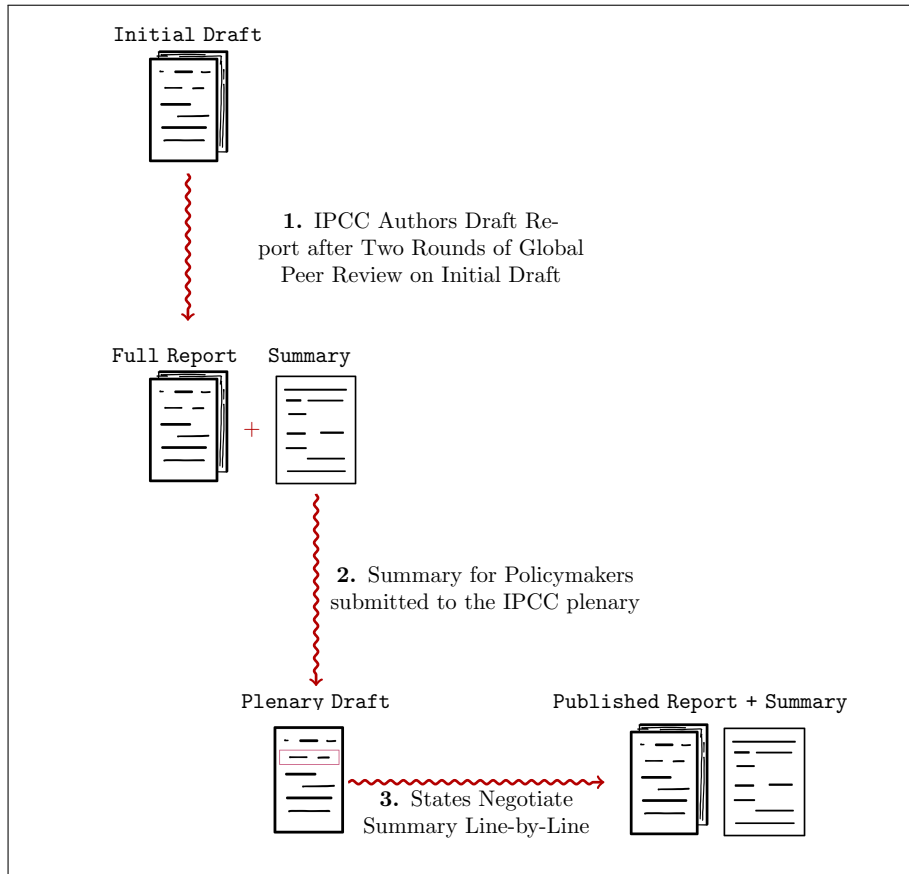 Initial Draft
1. IPCC Authors Draft Re-
port after Two Rounds of Global
Peer Review on Initial Draft
Full Report
+
Summary
2. Summary for Policymakers
submitted to the IPCC plenary
Plenary Draft
Published Report + Summary
3. States Negotiate
Summary Line-by-Line